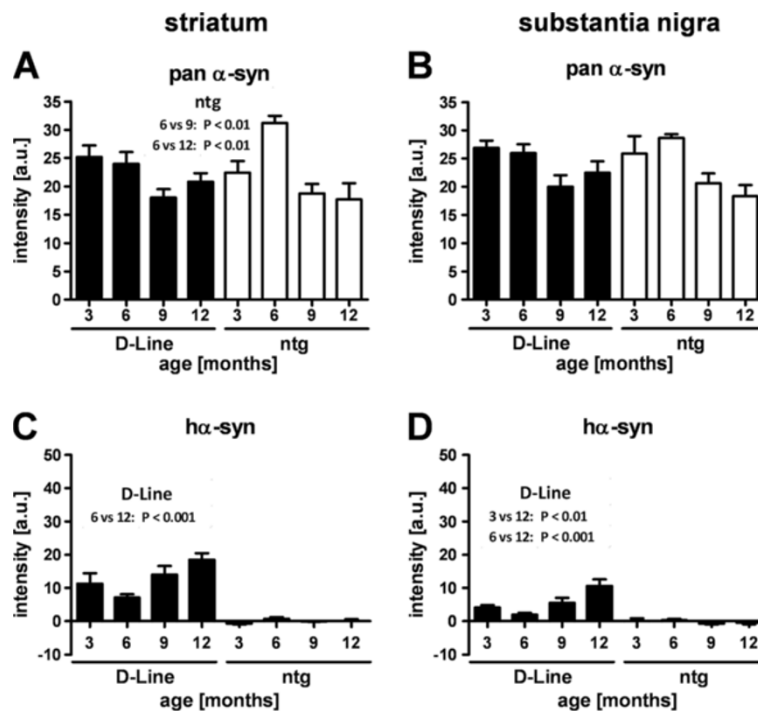 striatum
substantia nigra
A
pan α-syn
ntg
6 vs 9: P < 0.01
6 vs 12: P < 0.01
intensity [a.u.]
35
30
25
20
15
10
5
0
3 6 9 12 3 6 9 12
D-Line ntg
age [months]
B
pan α-syn
intensity [a.u.]
35
30
25
20
15
10
5
0
3 6 9 12 3 6 9 12
D-Line ntg
age [months]
C
hα-syn
D-Line
6 vs 12: P < 0.001
intensity [a.u.]
50
40
30
20
10
0
-10
3 6 9 12 3 6 9 12
D-Line ntg
age [months]
D
hα-syn
D-Line
3 vs 12: P < 0.01
6 vs 12: P < 0.001
intensity [a.u.]
50
40
30
20
10
0
-10
3 6 9 12 3 6 9 12
D-Line ntg
age [months]